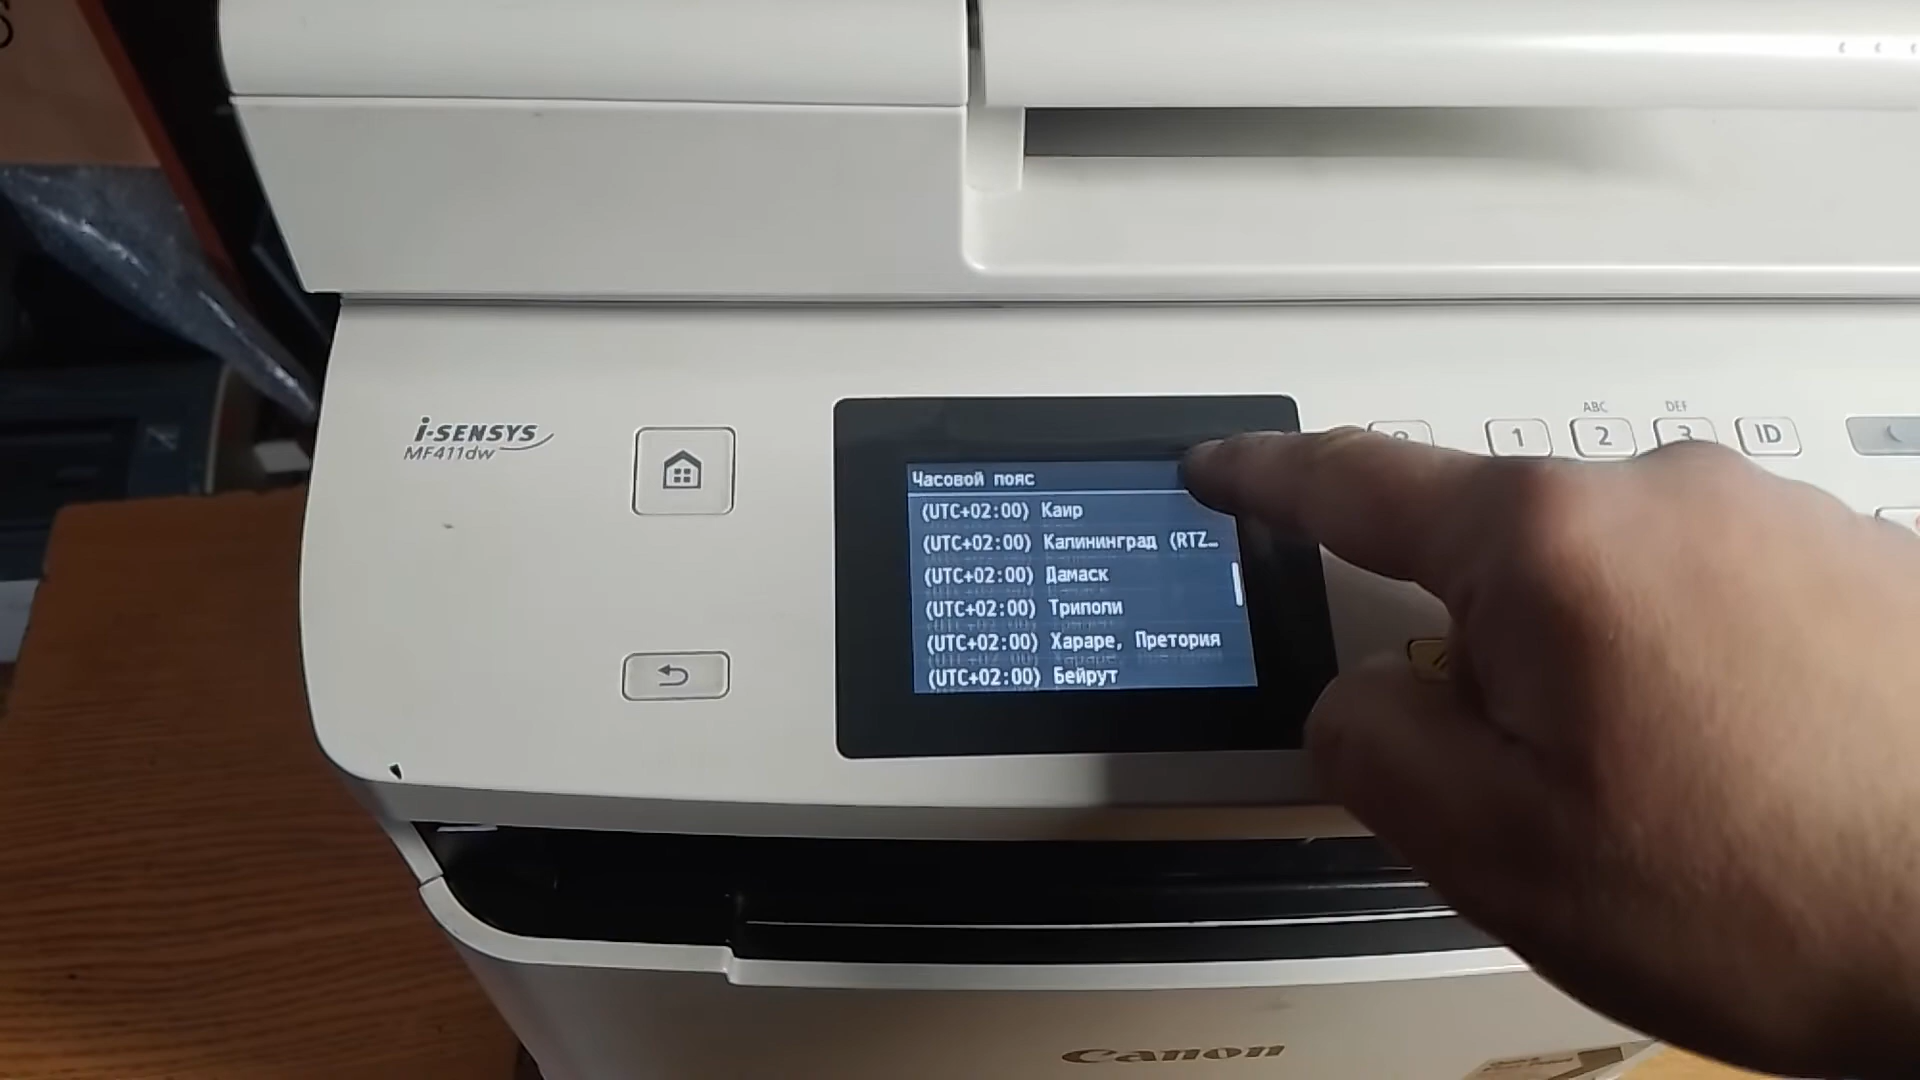 i-SENSYS
MF411dw
Часовой пояс
(UTC+02:00) Каир
(UTC+02:00) Калининград (RTZ…
(UTC+02:00) Дамаск
(UTC+02:00) Триполи
(UTC+02:00) Хараре, Претория
(UTC+02:00) Бейрут
ABC
DEF
1
2
3
ID
Canon